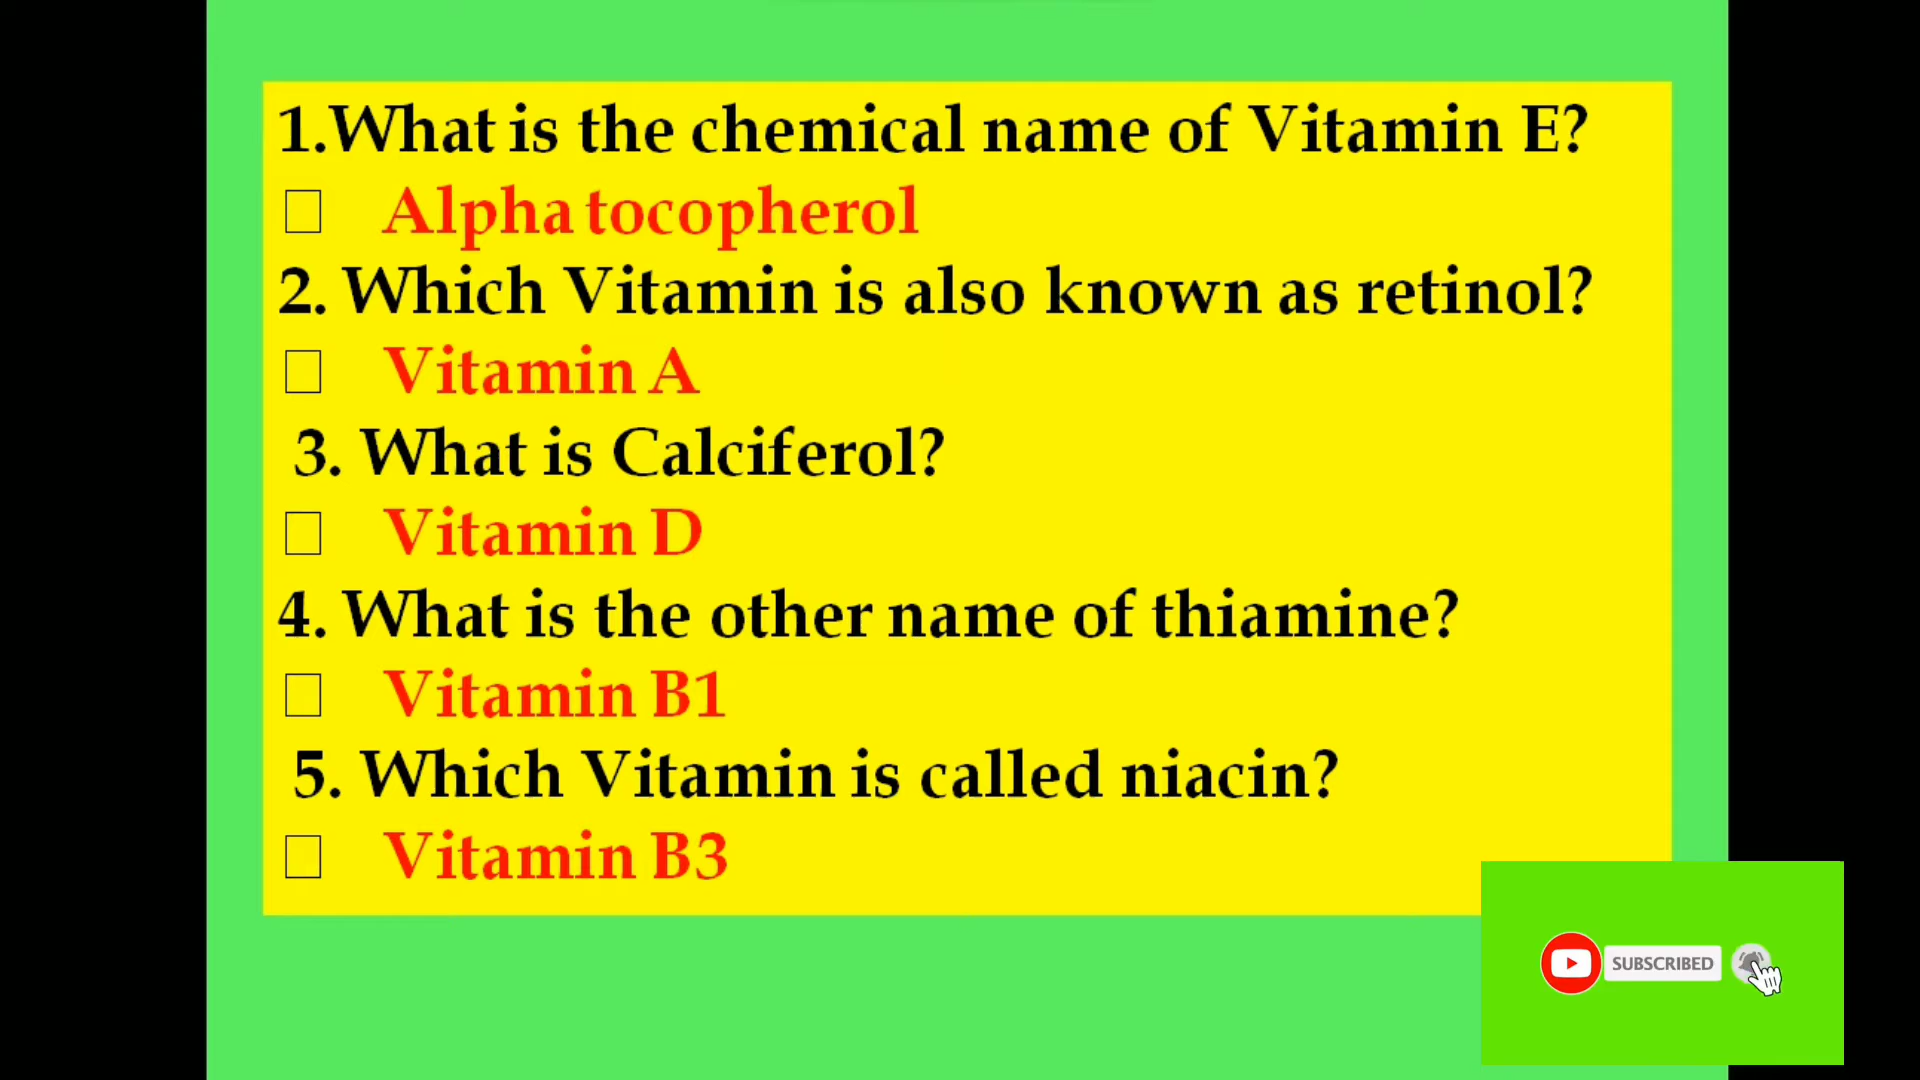 1.What is the chemical name of Vitamin E?
Alpha tocopherol
2. Which Vitamin is also known as retinol?
Vitamin A
3. What is Calciferol?
Vitamin D
4. What is the other name of thiamine?
Vitamin B1
5. Which Vitamin is called niacin?
Vitamin B3
SUBSCRIBED